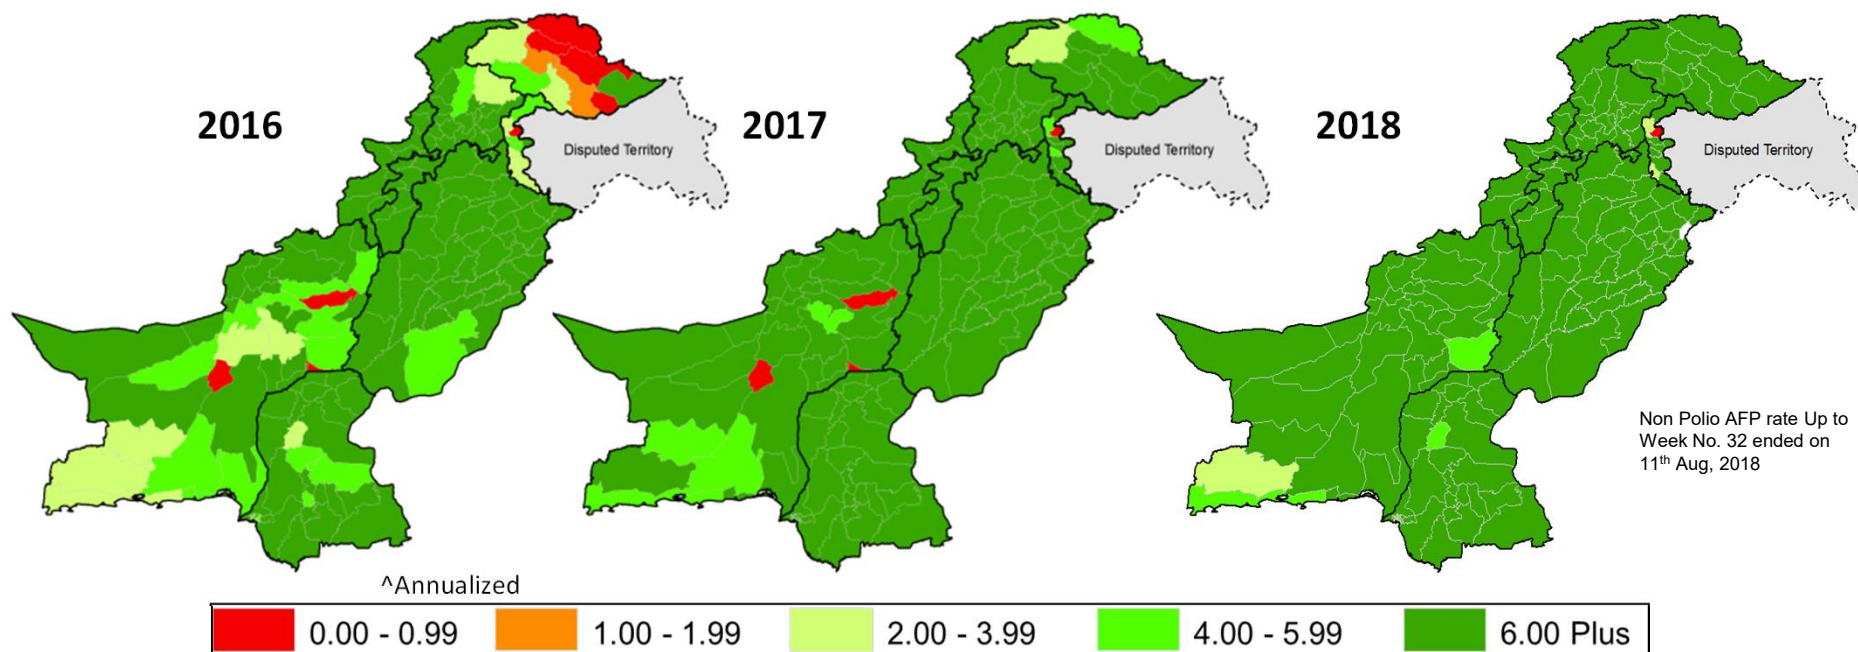 2016
2017
2018
Disputed Territory
Disputed Territory
Disputed Territory
Non Polio AFP rate Up to
Week No. 32 ended on
11th Aug, 2018
^Annualized
0.00 - 0.99
1.00 - 1.99
2.00 - 3.99
4.00 - 5.99
6.00 Plus